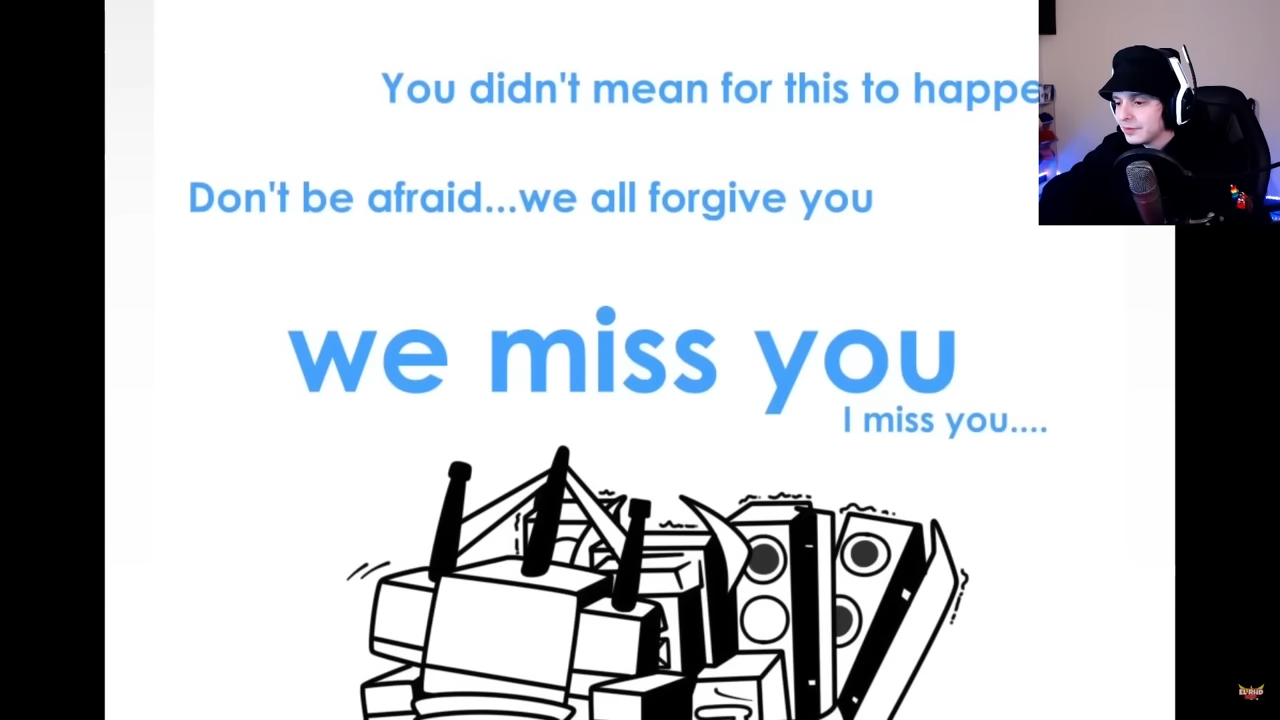 You didn't mean for this to happe
Don't be afraid...we all forgive you
we miss you
I miss you....